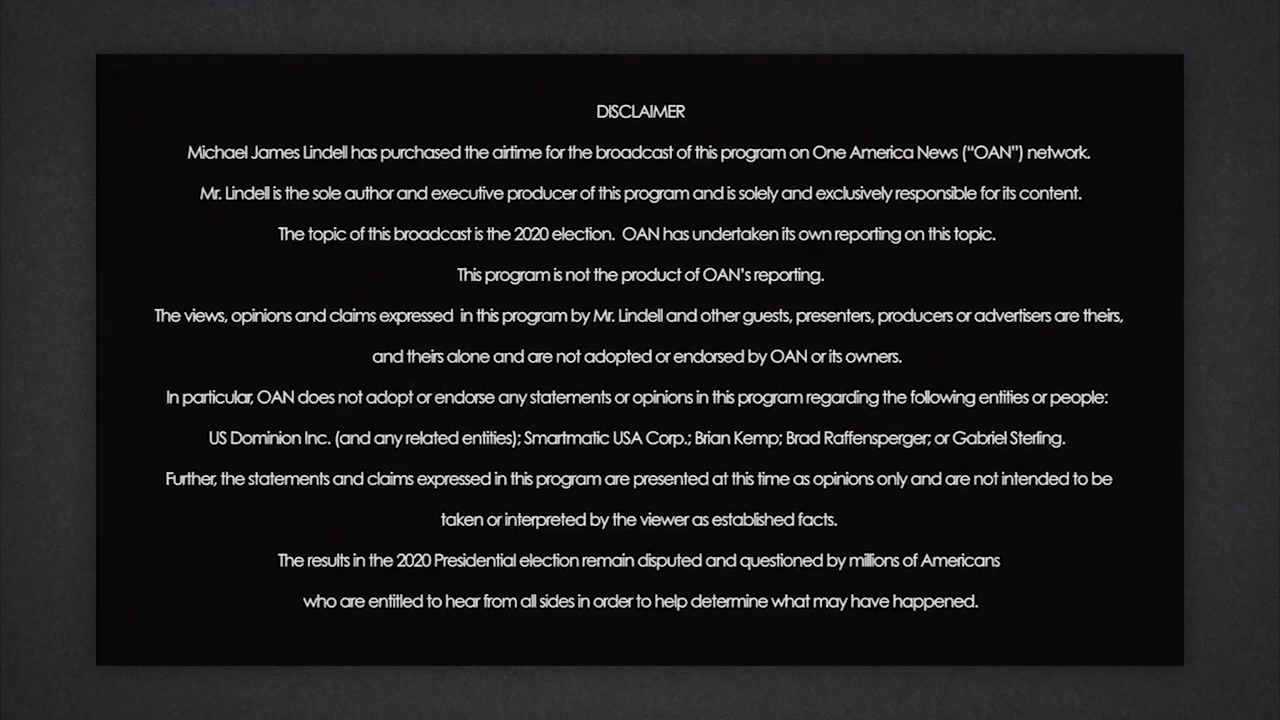 DISCLAIMER
Michael James Lindell has purchased the airtime for the broadcast of this program on One America News (“OAN”) network.
Mr. Lindell is the sole author and executive producer of this program and is solely and exclusively responsible for its content.
The topic of this broadcast is the 2020 election.  OAN has undertaken its own reporting on this topic.
This program is not the product of OAN’s reporting.
The views, opinions and claims expressed  in this program by Mr. Lindell and other guests, presenters, producers or advertisers are theirs,
and theirs alone and are not adopted or endorsed by OAN or its owners.
In particular, OAN does not adopt or endorse any statements or opinions in this program regarding the following entities or people:
US Dominion Inc. (and any related entities); Smartmatic USA Corp.; Brian Kemp; Brad Raffensperger; or Gabriel Sterling.
Further, the statements and claims expressed in this program are presented at this time as opinions only and are not intended to be
taken or interpreted by the viewer as established facts.
The results in the 2020 Presidential election remain disputed and questioned by millions of Americans
who are entitled to hear from all sides in order to help determine what may have happened.